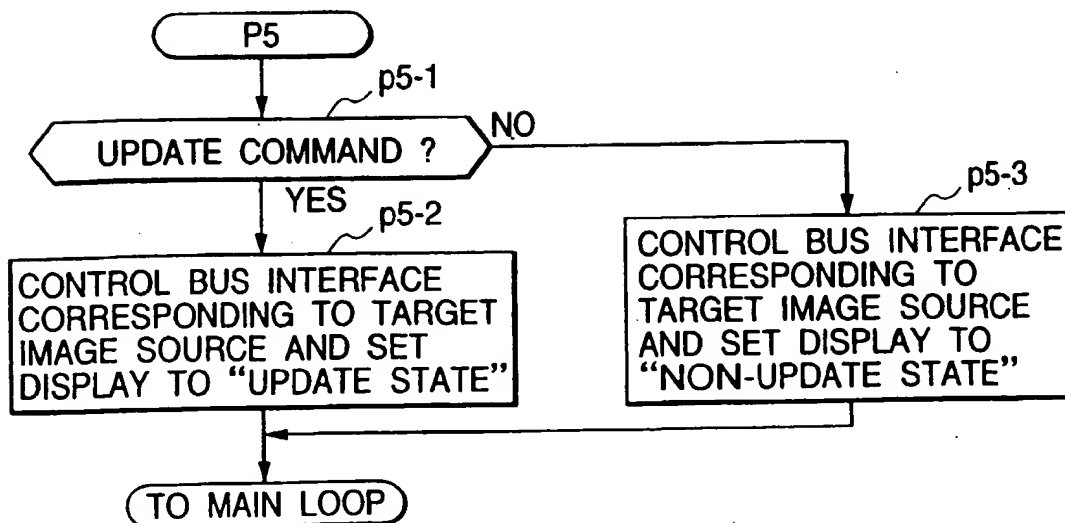 P5
p5-1
UPDATE COMMAND ?
NO
YES
p5-2
CONTROL BUS INTERFACE
CORRESPONDING TO TARGET
IMAGE SOURCE AND SET
DISPLAY TO “UPDATE STATE”
p5-3
CONTROL BUS INTERFACE
CORRESPONDING TO
TARGET IMAGE SOURCE
AND SET DISPLAY TO
“NON-UPDATE STATE”
TO MAIN LOOP